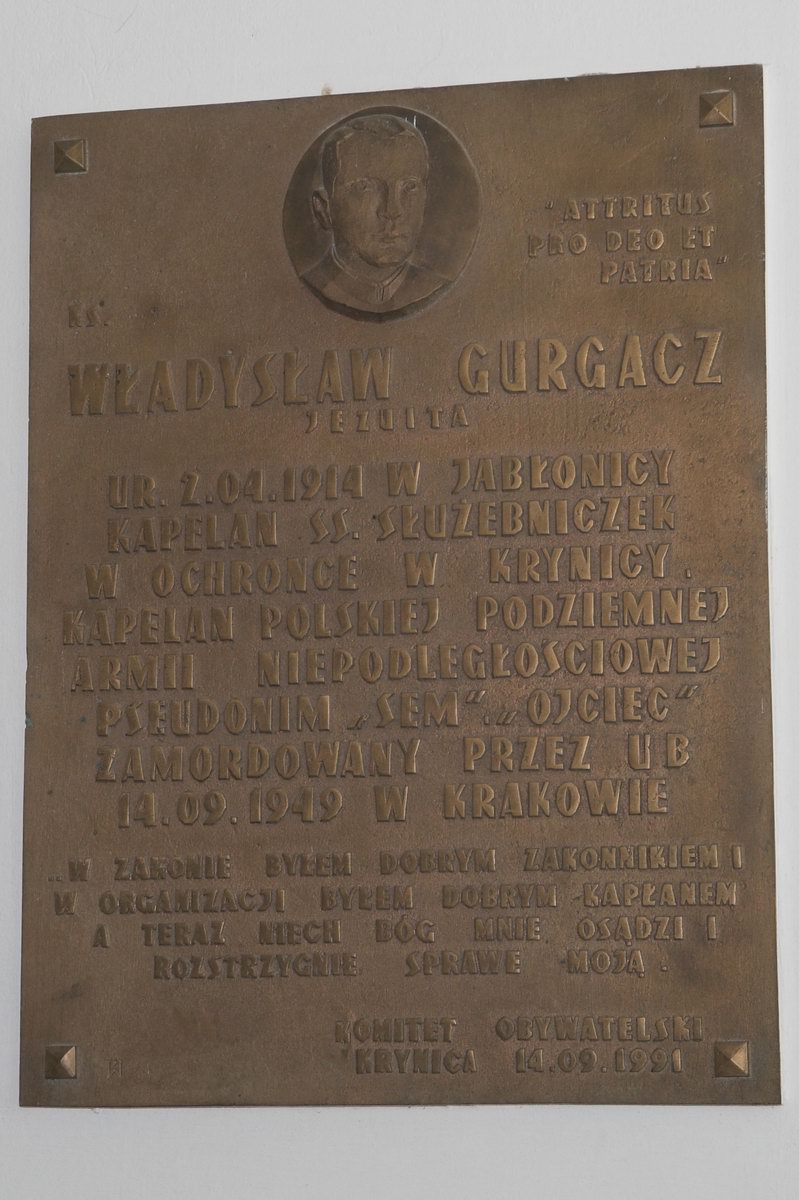 "ATTRITUS
PRO DEO ET
PATRIA"
KS.
WŁADYSŁAW GURGACZ
JEZUITA
UR. 2.04.1914 W JABŁONICY
KAPELAN SS. SŁUŻEBNICZEK
W OCHRONCE W KRYNICY.
KAPELAN POLSKIEJ PODZIEMNEJ
ARMII NIEPODLEGŁOŚCIOWEJ
PSEUDONIM „SEM" „OJCIEC"
ZAMORDOWANY PRZEZ UB
14.09.1949 W KRAKOWIE
„W ZAKONIE BYŁEM DOBRYM ZAKONNIKIEM I
W ORGANIZACJI BYŁEM DOBRYM KAPŁANEM
A TERAZ NIECH BÓG MNIE OSĄDZI I
ROZSTRZYGNIE SPRAWE MOJĄ.
KOMITET OBYWATELSKI
KRYNICA 14.09.1991